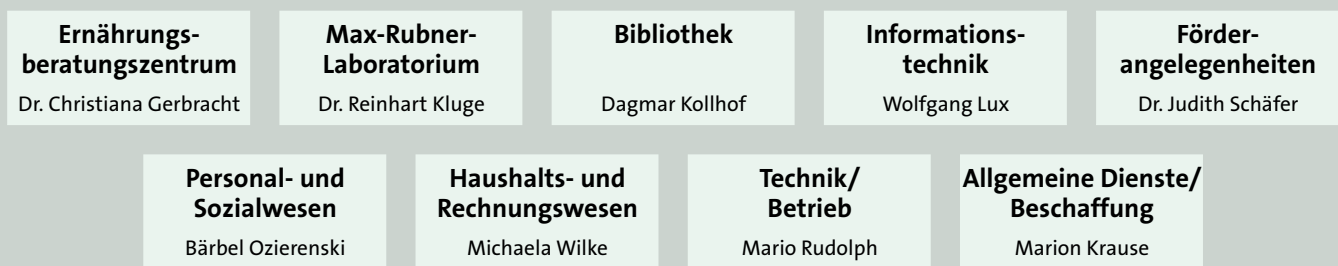 Ernährungs-
beratungszentrum
Dr. Christiana Gerbracht
Max-Rubner-
Laboratorium
Dr. Reinhart Kluge
Bibliothek
Dagmar Kollhof
Informations-
technik
Wolfgang Lux
Förder-
angelegenheiten
Dr. Judith Schäfer
Personal- und
Sozialwesen
Bärbel Ozierenski
Haushalts- und
Rechnungswesen
Michaela Wilke
Technik/
Betrieb
Mario Rudolph
Allgemeine Dienste/
Beschaffung
Marion Krause